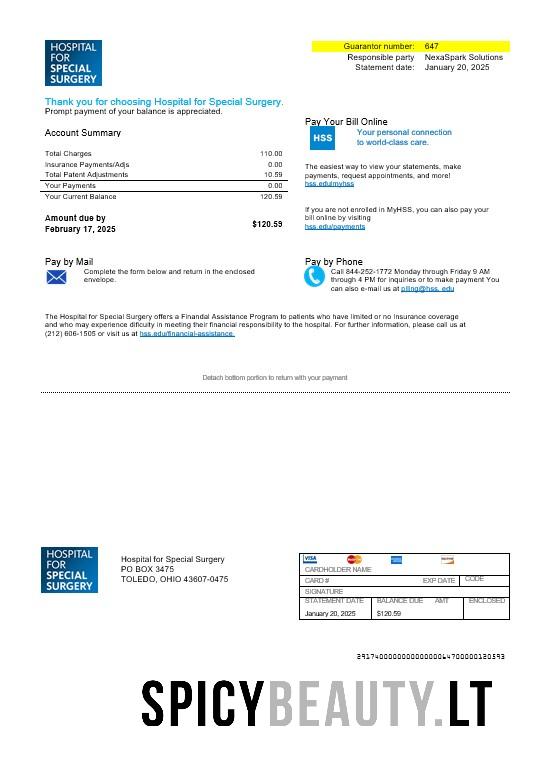 HOSPITAL
FOR
SPECIAL
SURGERY
Guarantor number: 647
Responsible party NexaSpark Solutions
Statement date: January 20, 2025
Thank you for choosing Hospital for Special Surgery.
Prompt payment of your balance is appreciated.
Account Summary
Total Charges 110.00
Insurance Payments/Adjs 0.00
Total Patent Adjustments 10.59
Your Payments 0.00
Your Current Balance 120.59
Amount due by
February 17, 2025 $120.59
Pay Your Bill Online
HSS
Your personal connection
to world-class care.
The easiest way to view your statements, make
payments, request appointments, and more!
hss.edu/myhss
If you are not enrolled in MyHSS, you can also pay your
bill online by visiting
hss.edu/payments
Pay by Mail
Complete the form below and return in the enclosed
envelope.
Pay by Phone
Call 844-252-1772 Monday through Friday 9 AM
through 4 PM for inquiries or to make payment You
can also e-mail us at plling@hss. edu
The Hospital for Special Surgery offers a Finandal Assistance Program to patients who have limited or no Insurance coverage
and who may experience dificulty in meeting their financial responsibility to the hospital. For further information, please call us at
(212) 606-1505 or visit us at hss.edu/financial-assistance.
Detach bottom portion to return with your payment
HOSPITAL
FOR
SPECIAL
SURGERY
Hospital for Special Surgery
PO BOX 3475
TOLEDO, OHIO 43607-0475
VISA
CARDHOLDER NAME
CARD # EXP DATE CODE
SIGNATURE
STATEMENT DATE BALANCE DUE AMT ENCLOSED
January 20, 2025 $120.59
SPICYBEAUTY.LT